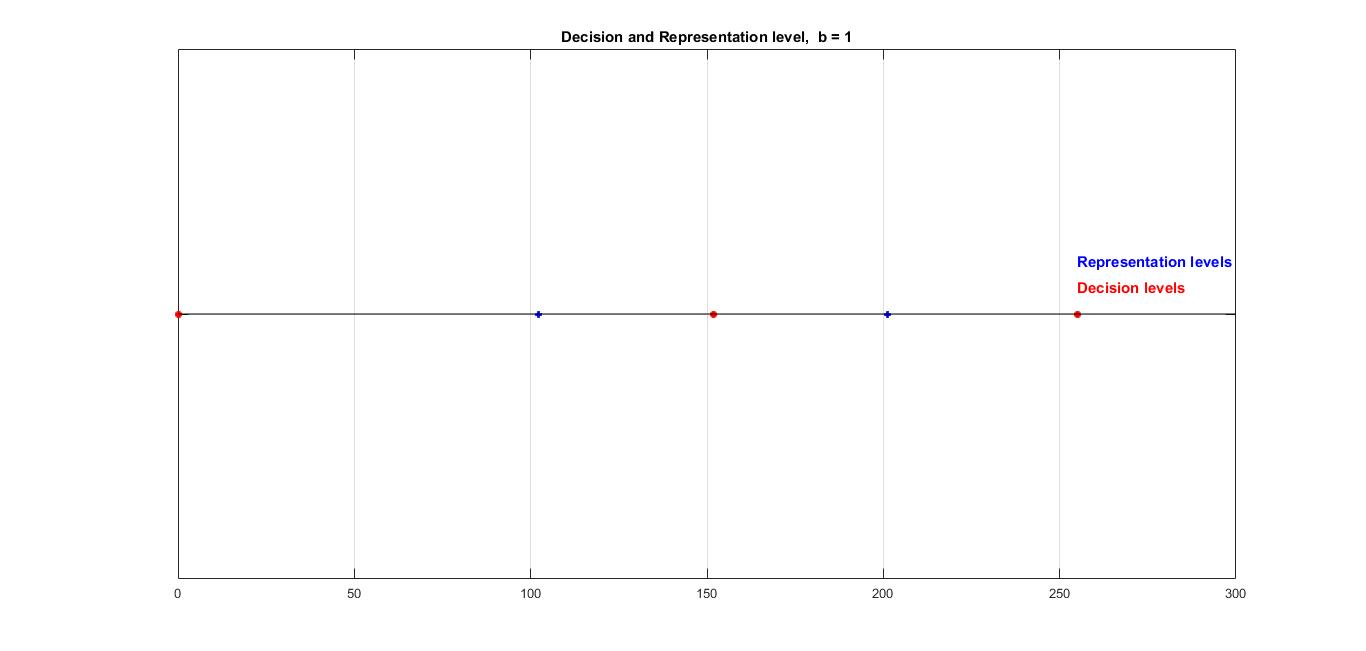 Decision and Representation level,  b = 1
Representation levels
Decision levels
0 50 100 150 200 250 300